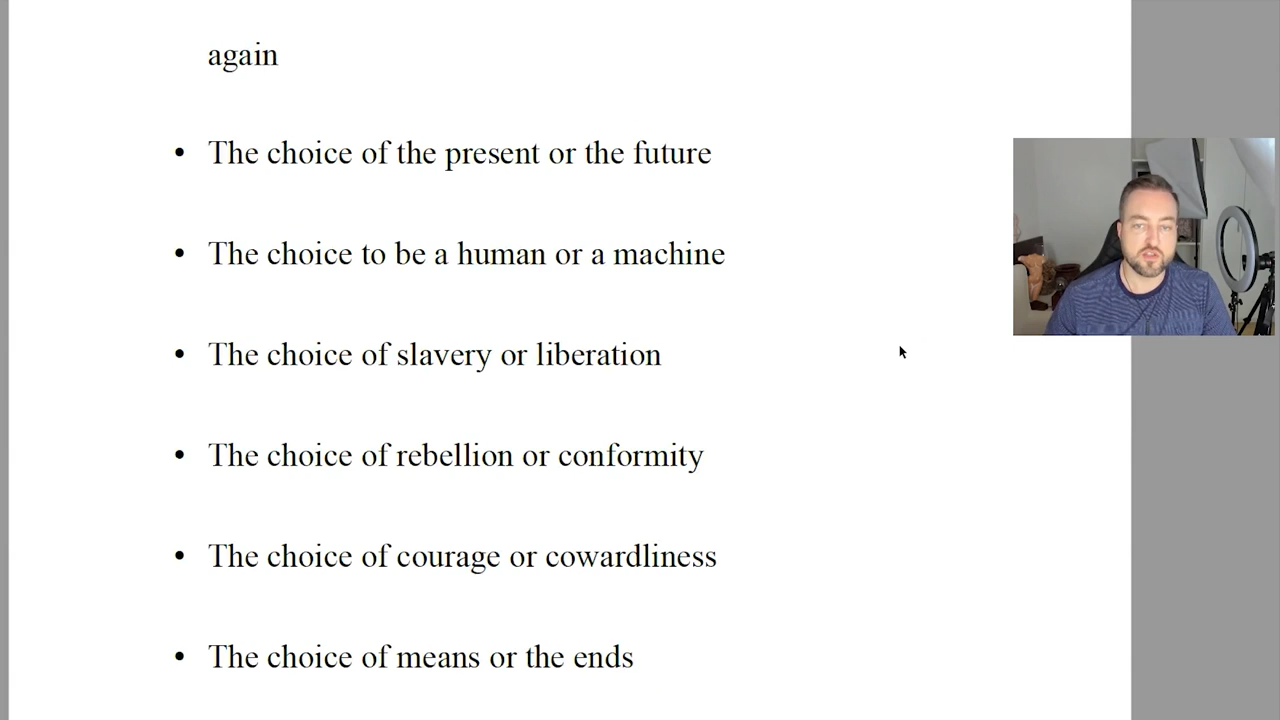 again
• The choice of the present or the future
• The choice to be a human or a machine
• The choice of slavery or liberation
• The choice of rebellion or conformity
• The choice of courage or cowardliness
• The choice of means or the ends